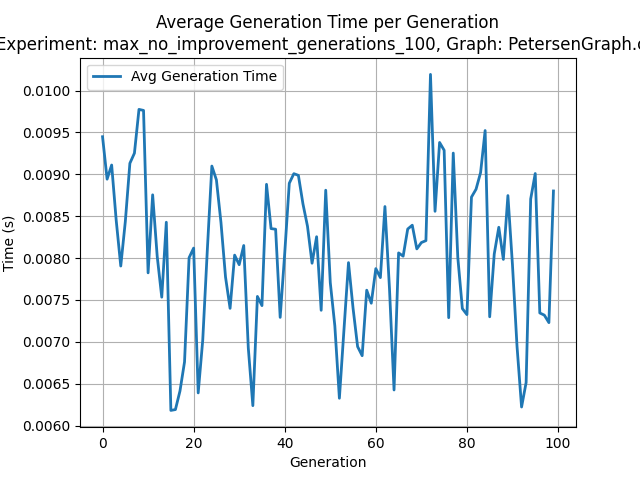 Average Generation Time per Generation
Experiment: max_no_improvement_generations_100, Graph: PetersenGraph.
Avg Generation Time
Time (s)
0.0100
0.0095
0.0090
0.0085
0.0080
0.0075
0.0070
0.0065
0.0060
0 20 40 60 80 100
Generation